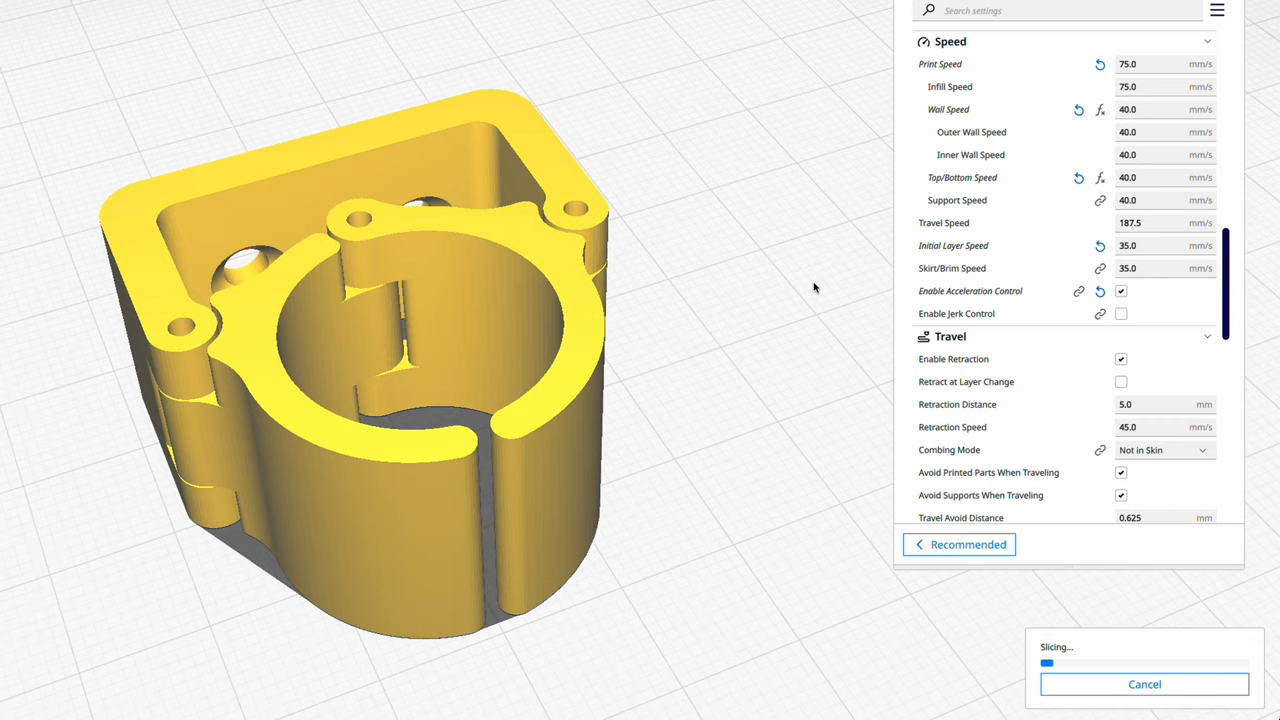 Search settings
Speed
Print Speed 75.0 mm/s
Infill Speed 75.0 mm/s
Wall Speed 40.0 mm/s
Outer Wall Speed 40.0 mm/s
Inner Wall Speed 40.0 mm/s
Top/Bottom Speed 40.0 mm/s
Support Speed 40.0 mm/s
Travel Speed 187.5 mm/s
Initial Layer Speed 35.0 mm/s
Skirt/Brim Speed 35.0 mm/s
Enable Acceleration Control
Enable Jerk Control
Travel
Enable Retraction
Retract at Layer Change
Retraction Distance 5.0 mm
Retraction Speed 45.0 mm/s
Combing Mode Not in Skin
Avoid Printed Parts When Traveling
Avoid Supports When Traveling
Travel Avoid Distance 0.625 mm
Recommended
Slicing...
Cancel